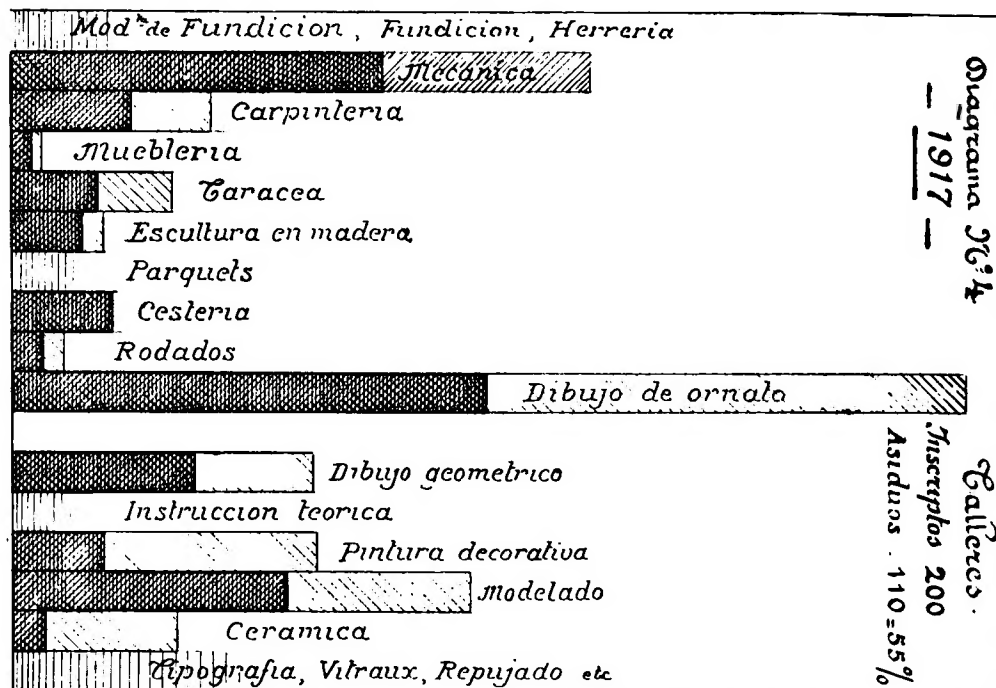 Mod.ˢ de Fundicion, Fundicion, Herreria
Mecánica
Carpinteria
Muebleria
Taracea
Escultura en madera
Parquets
Cesteria
Rodados
Dibujo de ornato
Dibujo geometrico
Instruccion teorica
Pintura decorativa
Modelado
Ceramica
Tipografia, Vitraux, Repujado etc
Diagrama Nº 4
— 1917 —
Talleres.
Inscriptos 200
Asiduos . 110=55%